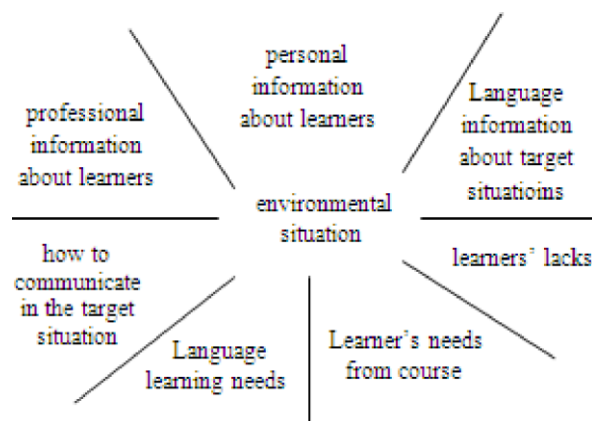 personal
information
about learners
professional
information
about learners
Language
information
about target
situatioins
environmental
situation
how to
communicate
in the target
situation
learners' lacks
Language
learning needs
Learner's needs
from course